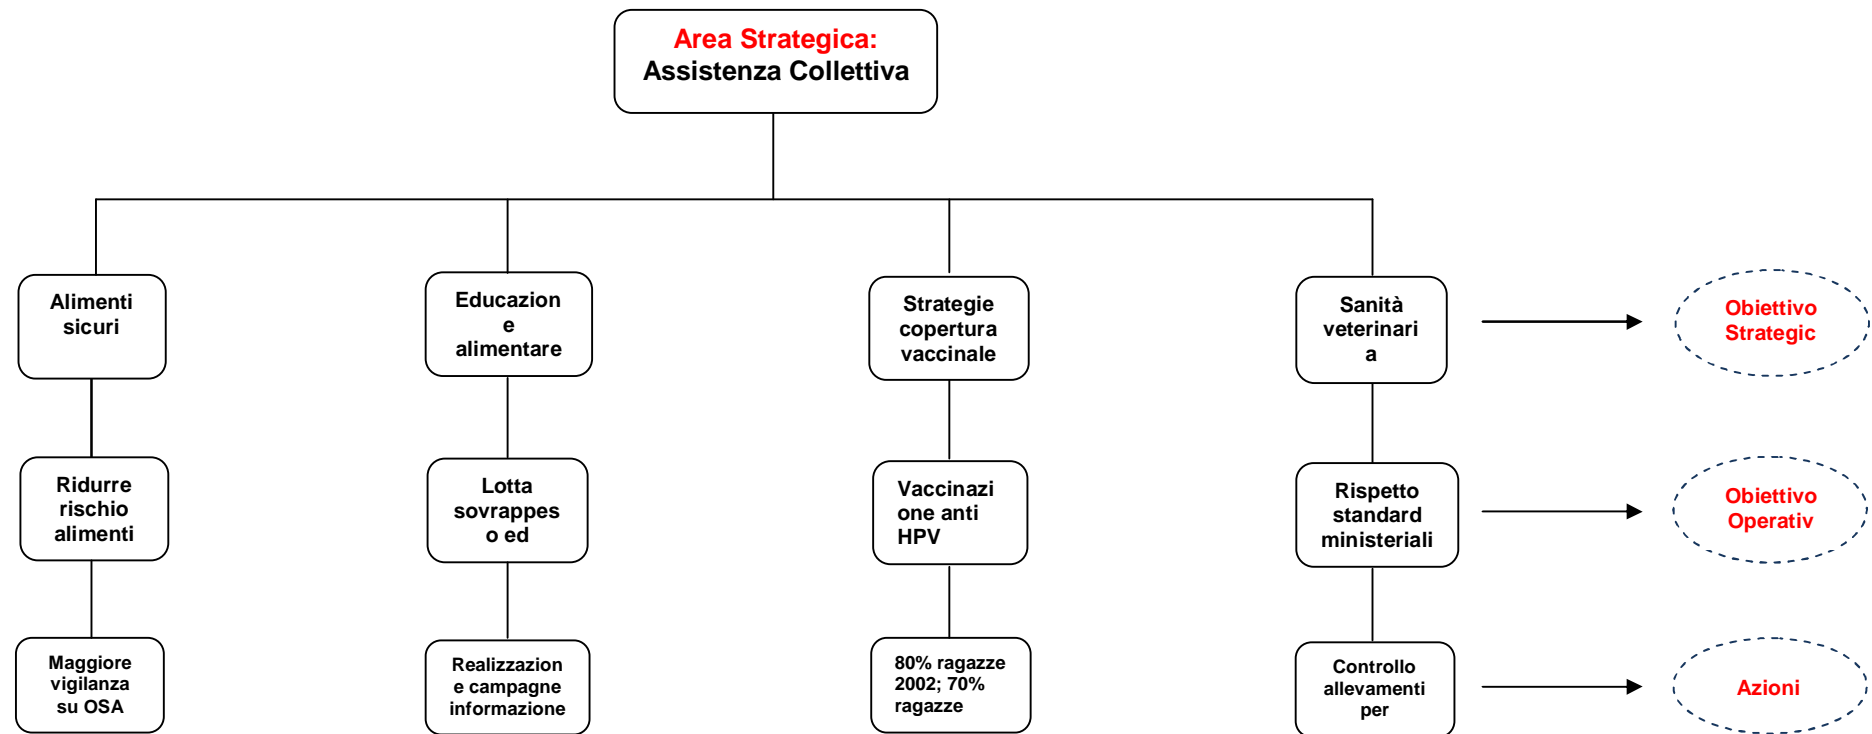 Area Strategica:
Assistenza Collettiva
Alimenti
sicuri
Educazion
e
alimentare
Strategie
copertura
vaccinale
Sanità
veterinari
a
Obiettivo
Strategic
Ridurre
rischio
alimenti
Lotta
sovrappes
o ed
Vaccinazi
one anti
HPV
Rispetto
standard
ministeriali
Obiettivo
Operativ
Maggiore
vigilanza
su OSA
Realizzazion
e campagne
informazione
80% ragazze
2002; 70%
ragazze
Controllo
allevamenti
per
Azioni